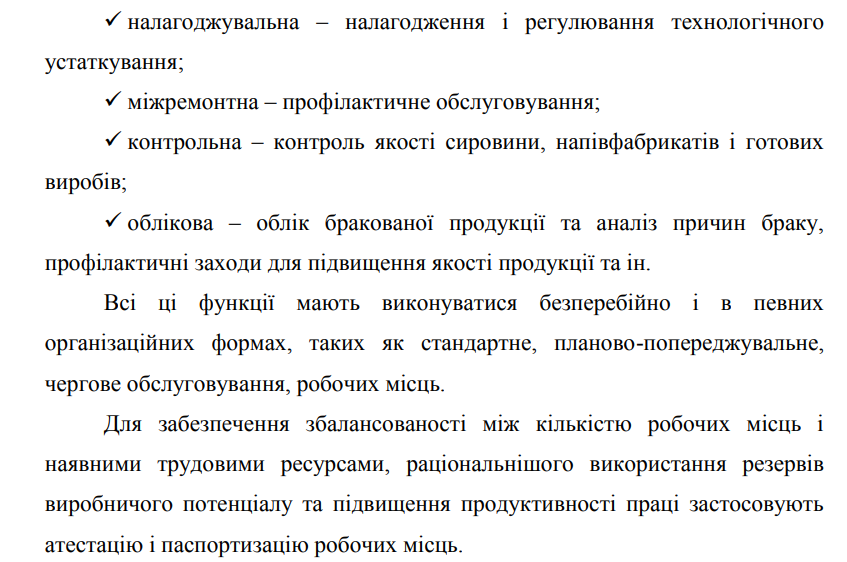 ✓ налагоджувальна – налагодження і регулювання технологічного
устаткування;
✓ міжремонтна – профілактичне обслуговування;
✓ контрольна – контроль якості сировини, напівфабрикатів і готових
виробів;
✓ облікова – облік бракованої продукції та аналіз причин браку,
профілактичні заходи для підвищення якості продукції та ін.
Всі ці функції мають виконуватися безперебійно і в певних
організаційних формах, таких як стандартне, планово-попереджувальне,
чергове обслуговування, робочих місць.
Для забезпечення збалансованості між кількістю робочих місць і
наявними трудовими ресурсами, раціональнішого використання резервів
виробничого потенціалу та підвищення продуктивності праці застосовують
атестацію і паспортизацію робочих місць.